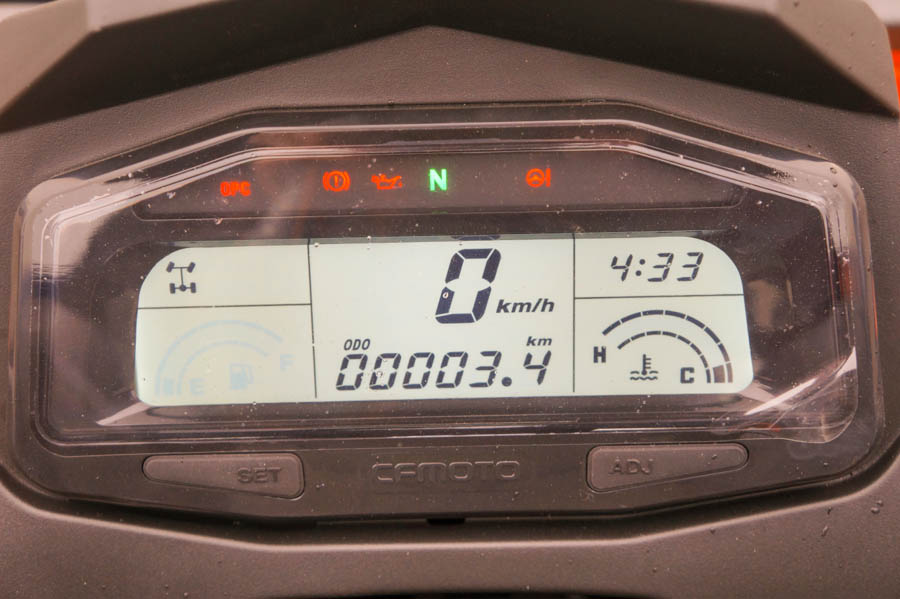 EPS
N
0 km/h
4:33
ODO
km
00003.4
E
F
H
C
SET
CFMOTO
ADJ